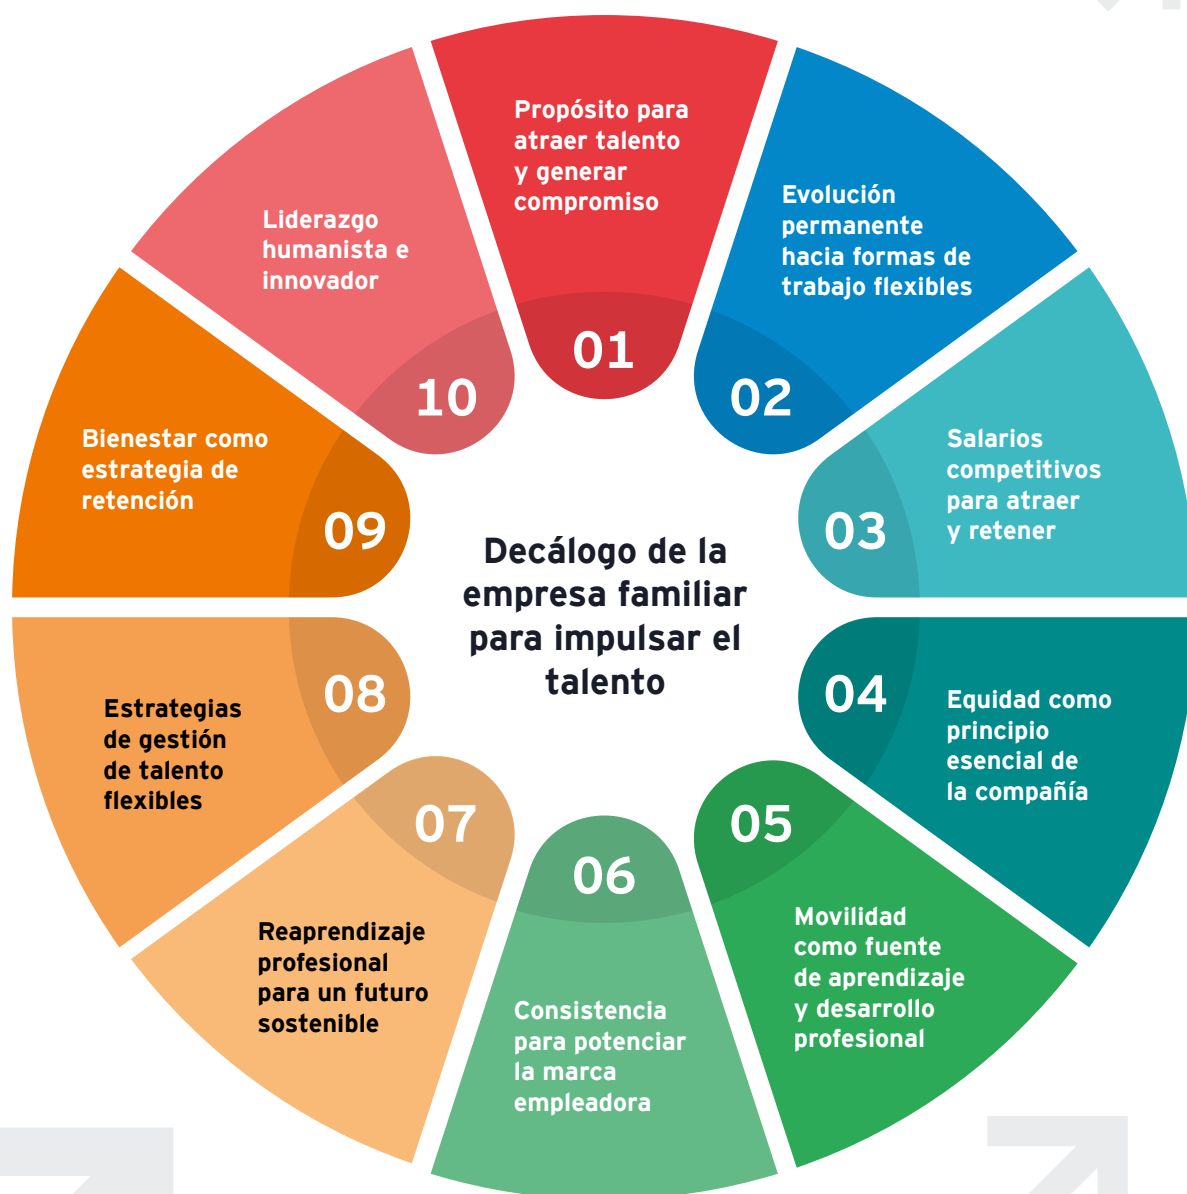 Decálogo de la
empresa familiar
para impulsar el
talento
01
Propósito para
atraer talento
y generar
compromiso
02
Evolución
permanente
hacia formas de
trabajo flexibles
03
Salarios
competitivos
para atraer
y retener
04
Equidad como
principio
esencial de
la compañía
05
Movilidad
como fuente
de aprendizaje
y desarrollo
profesional
06
Consistencia
para potenciar
la marca
empleadora
07
Reaprendizaje
profesional
para un futuro
sostenible
08
Estrategias
de gestión
de talento
flexibles
09
Bienestar como
estrategia de
retención
10
Liderazgo
humanista e
innovador